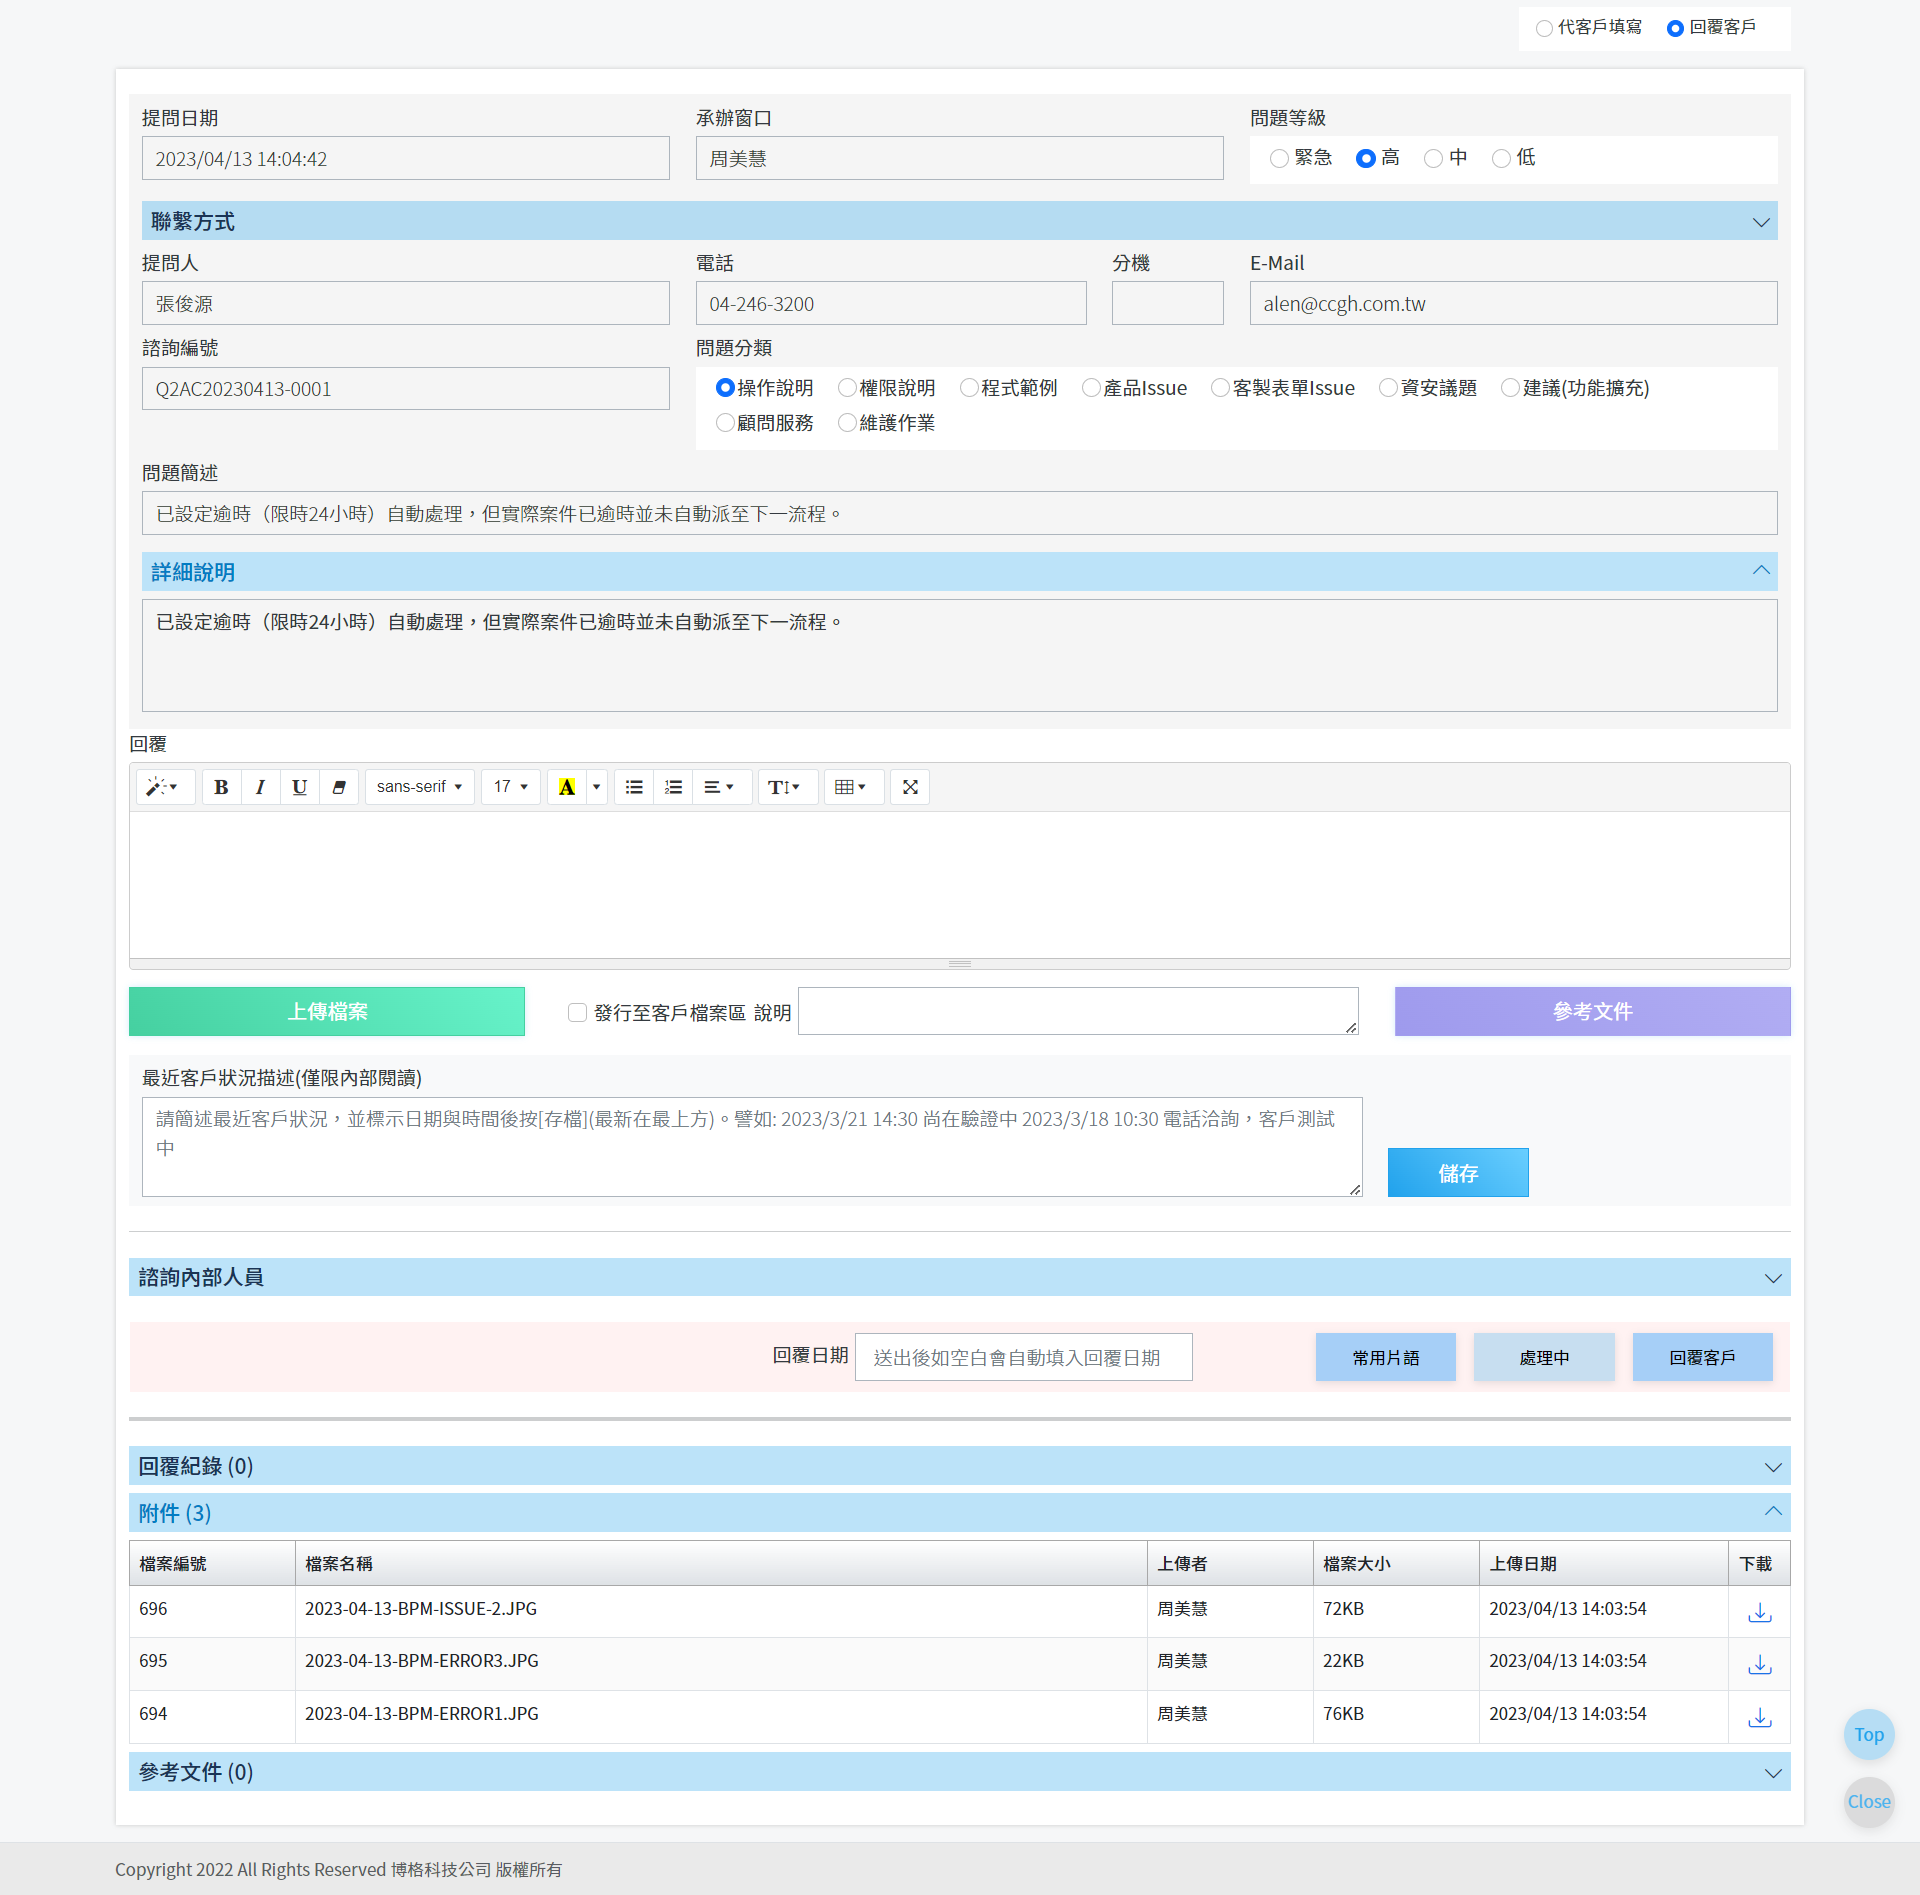 代客戶填寫 回覆客戶
提問日期 承辦窗口 問題等級
2023/04/13 14:04:42 周美慧 緊急 高 中 低
聯繫方式
提問人 電話 分機 E-Mail
張俊源 04-246-3200 alen@ccgh.com.tw
諮詢編號 問題分類
Q2AC20230413-0001 操作說明 權限說明 程式範例 產品Issue 客製表單Issue 資安議題 建議(功能擴充)
顧問服務 維護作業
問題簡述
已設定逾時（限時24小時）自動處理，但實際案件已逾時並未自動派至下一流程。
詳細說明
已設定逾時（限時24小時）自動處理，但實際案件已逾時並未自動派至下一流程。
回覆
B I U sans-serif 17 A T
上傳檔案 發行至客戶檔案區 說明 參考文件
最近客戶狀況描述(僅限內部閱讀)
請簡述最近客戶狀況，並標示日期與時間後按[存檔](最新在最上方)。譬如: 2023/3/21 14:30 尚在驗證中 2023/3/18 10:30 電話洽詢，客戶測試
中
儲存
諮詢內部人員
回覆日期 送出後如空白會自動填入回覆日期 常用片語 處理中 回覆客戶
回覆紀錄 (0)
附件 (3)
檔案編號 檔案名稱 上傳者 檔案大小 上傳日期 下載
696 2023-04-13-BPM-ISSUE-2.JPG 周美慧 72KB 2023/04/13 14:03:54
695 2023-04-13-BPM-ERROR3.JPG 周美慧 22KB 2023/04/13 14:03:54
694 2023-04-13-BPM-ERROR1.JPG 周美慧 76KB 2023/04/13 14:03:54
Top
參考文件 (0)
Close
Copyright 2022 All Rights Reserved 博格科技公司 版權所有